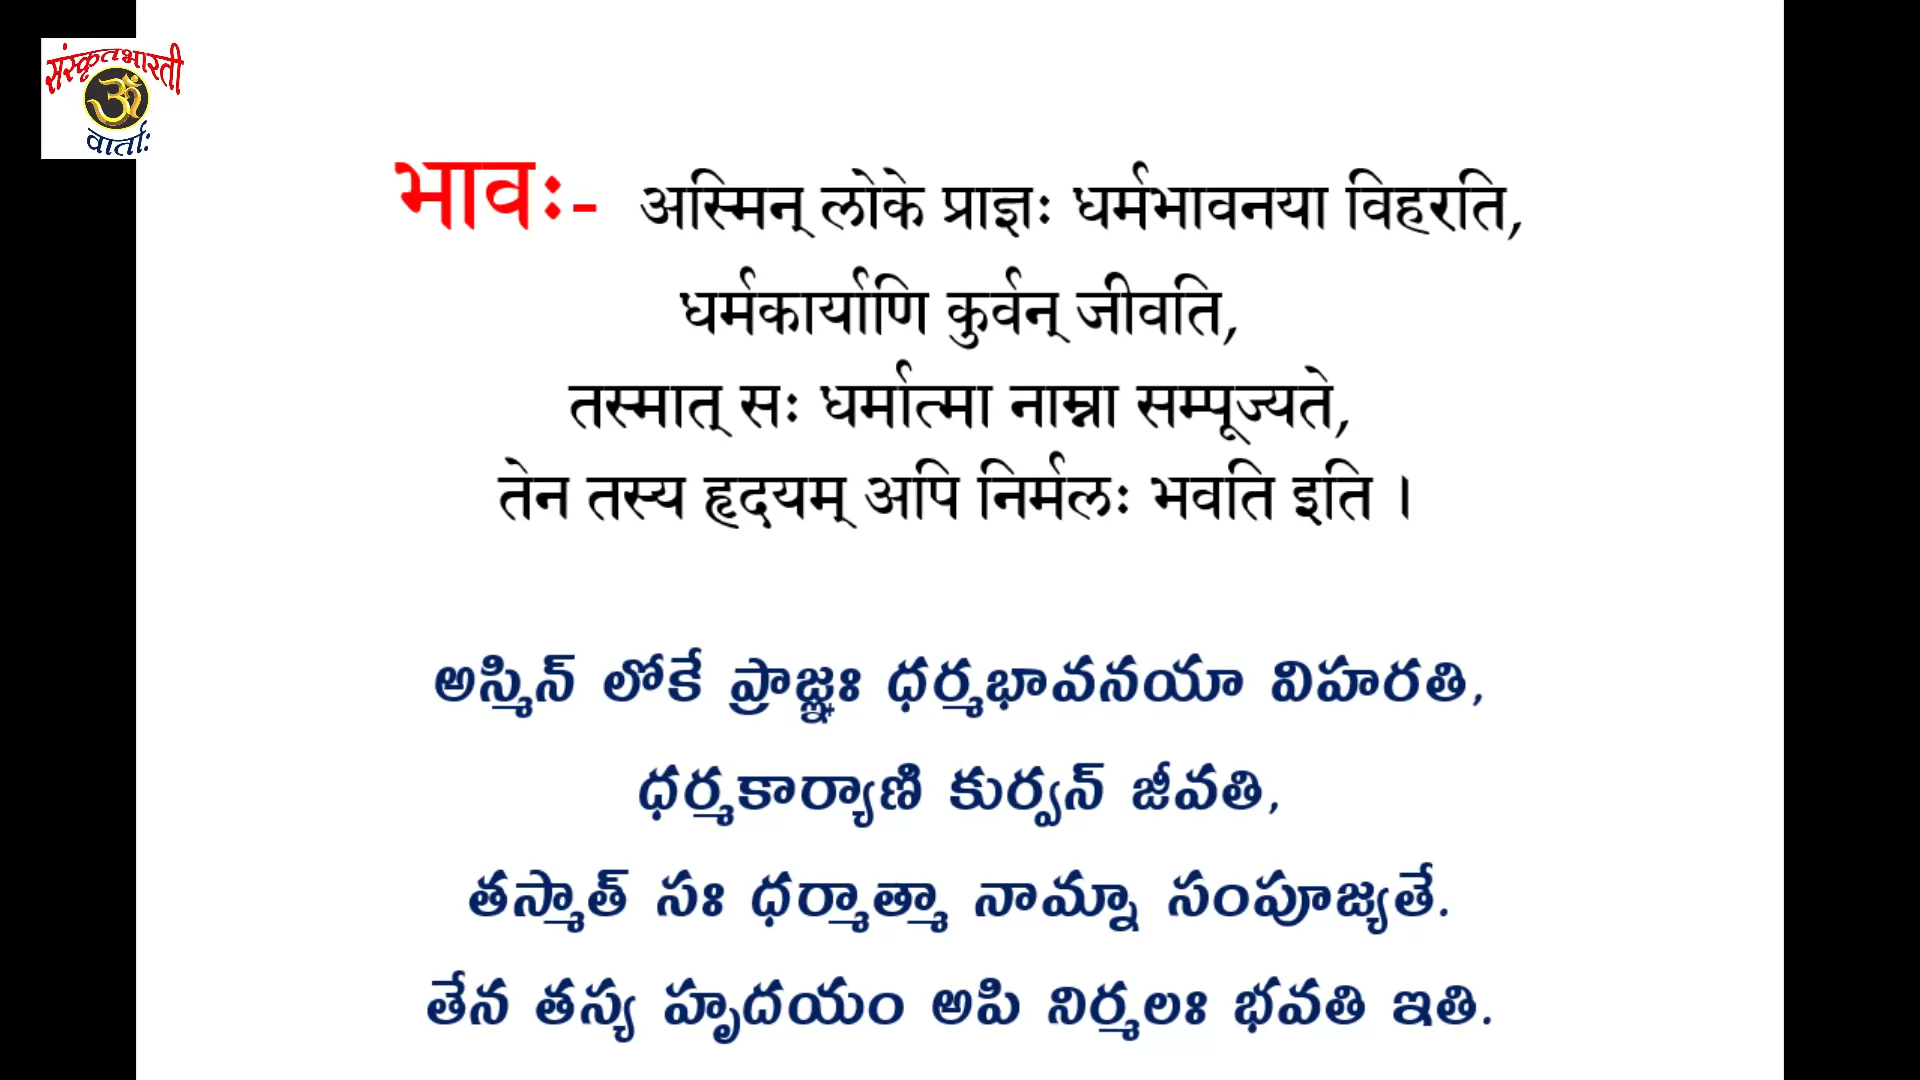 संस्कृतभारती
ॐ
वार्ताः
भावः- अस्मिन् लोके प्राज्ञः धर्मभावनया विहरति,
धर्मकार्याणि कुर्वन् जीवति,
तस्मात् सः धर्मात्मा नाम्ना सम्पूज्यते,
तेन तस्य हृदयम् अपि निर्मलः भवति इति ।
అస్మిన్ లోకే ప్రాజ్ఞః ధర్మభావనయా విహరతి,
ధర్మకార్యాణి కుర్వన్ జీవతి,
తస్మాత్ సః ధర్మాత్మా నామ్నా సంపూజ్యతే.
తేన తస్య హృదయం అపి నిర్మలః భవతి ఇతి.